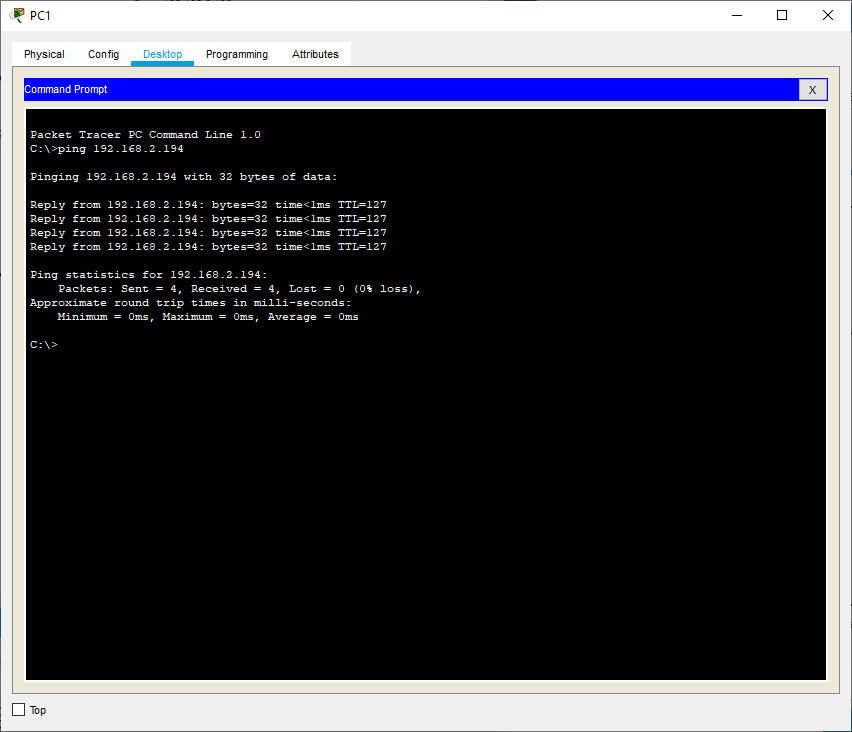 PC1
Physical Config Desktop Programming Attributes
Command Prompt X
Packet Tracer PC Command Line 1.0
C:\>ping 192.168.2.194
Pinging 192.168.2.194 with 32 bytes of data:
Reply from 192.168.2.194: bytes=32 time<1ms TTL=127
Reply from 192.168.2.194: bytes=32 time<1ms TTL=127
Reply from 192.168.2.194: bytes=32 time<1ms TTL=127
Reply from 192.168.2.194: bytes=32 time<1ms TTL=127
Ping statistics for 192.168.2.194:
Packets: Sent = 4, Received = 4, Lost = 0 (0% loss),
Approximate round trip times in milli-seconds:
Minimum = 0ms, Maximum = 0ms, Average = 0ms
C:\>
Top